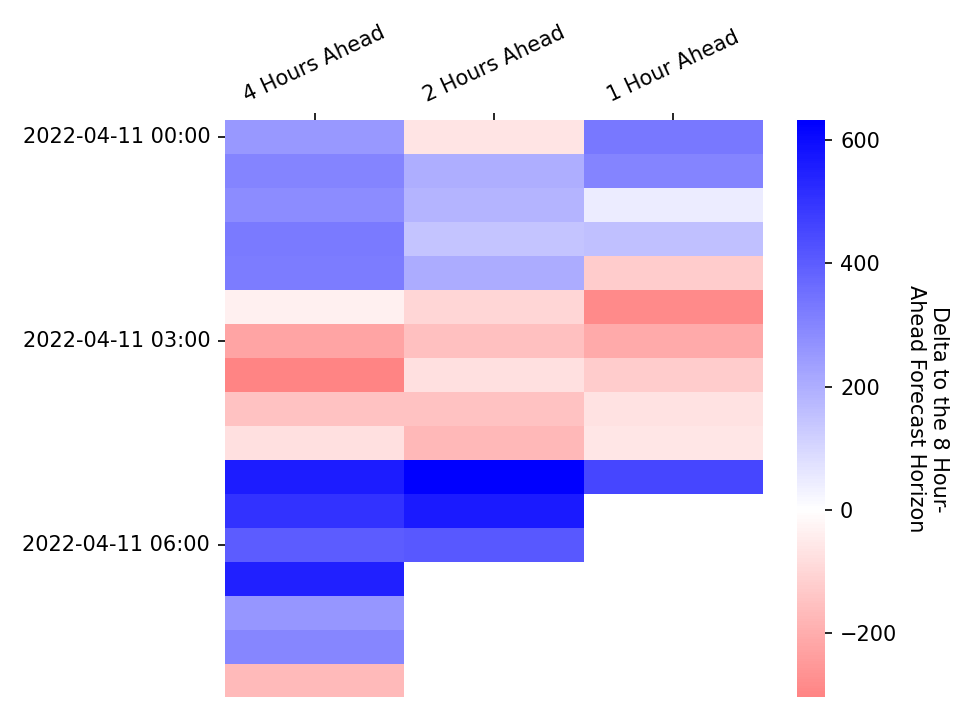 4 Hours Ahead
2 Hours Ahead
1 Hour Ahead
2022-04-11 00:00
2022-04-11 03:00
2022-04-11 06:00
600
400
200
0
−200
Delta to the 8 Hour-
Ahead Forecast Horizon